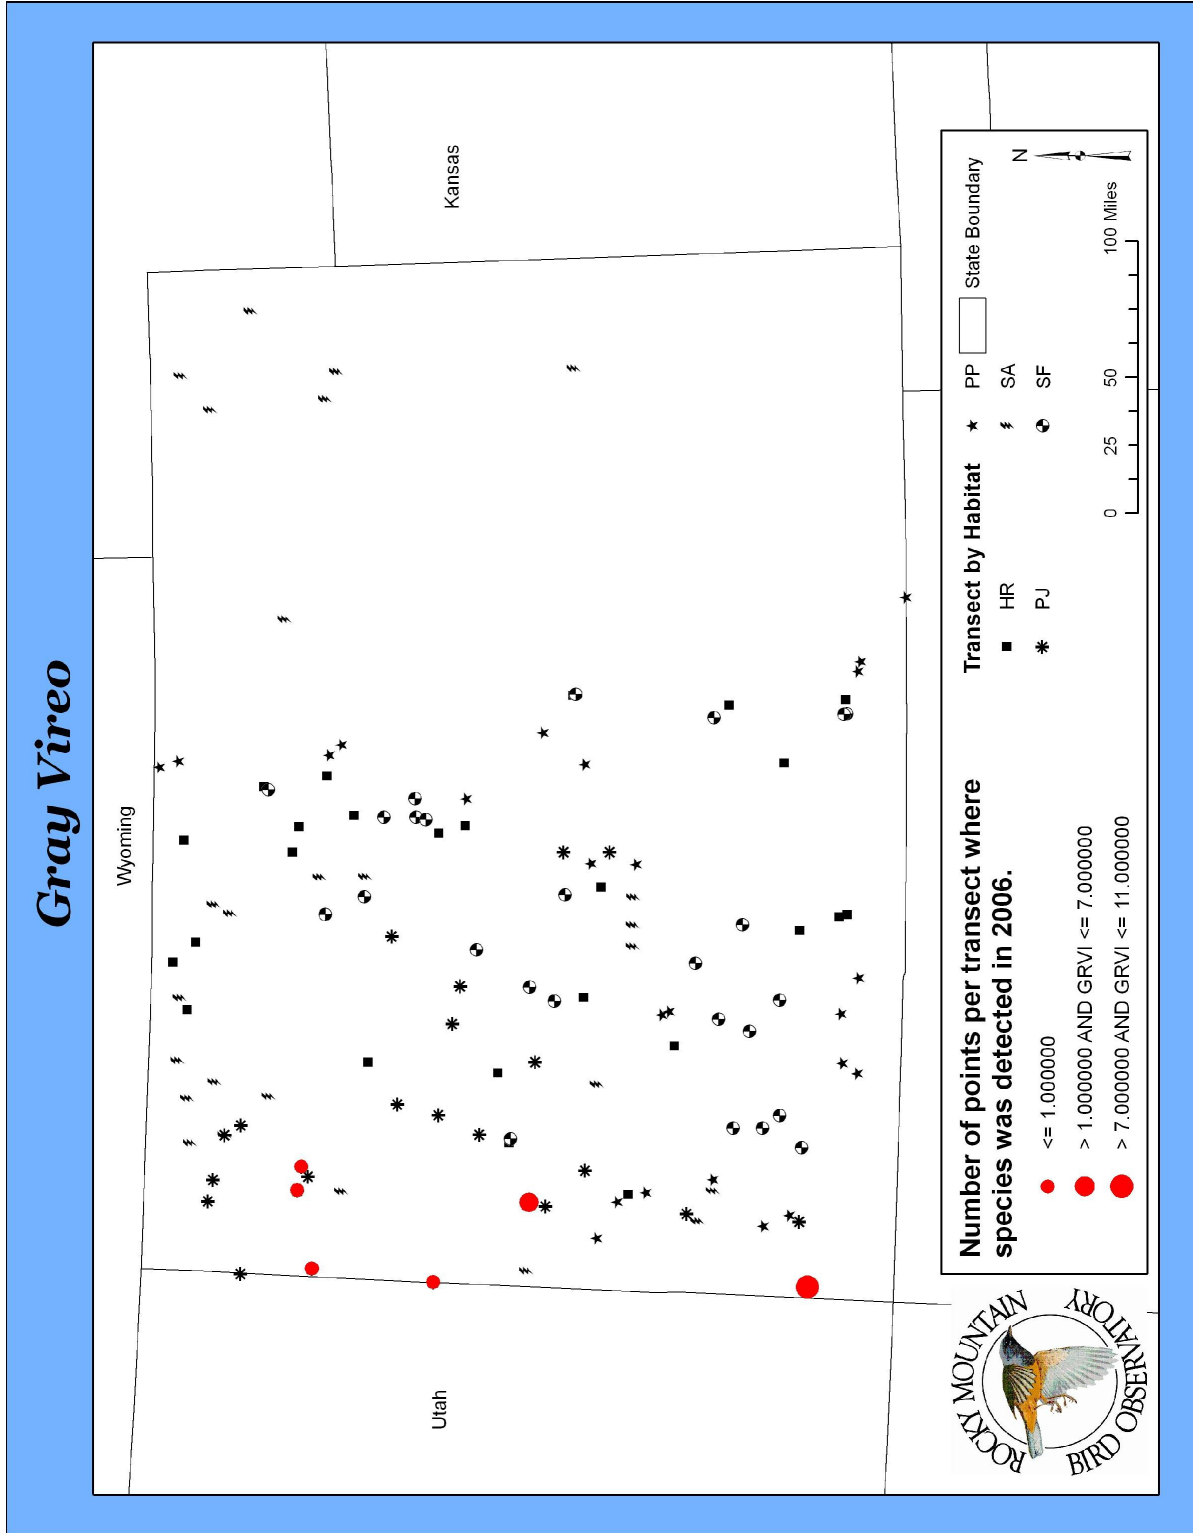 Gray Vireo
Wyoming
Kansas
Utah
Number of points per transect where
species was detected in 2006.
<= 1.000000
> 1.000000 AND GRVI <= 7.000000
> 7.000000 AND GRVI <= 11.000000
Transect by Habitat
HR
PJ
PP
SA
SF
State Boundary
N
0 25 50 100 Miles
ROCKY MOUNTAIN
BIRD OBSERVATORY